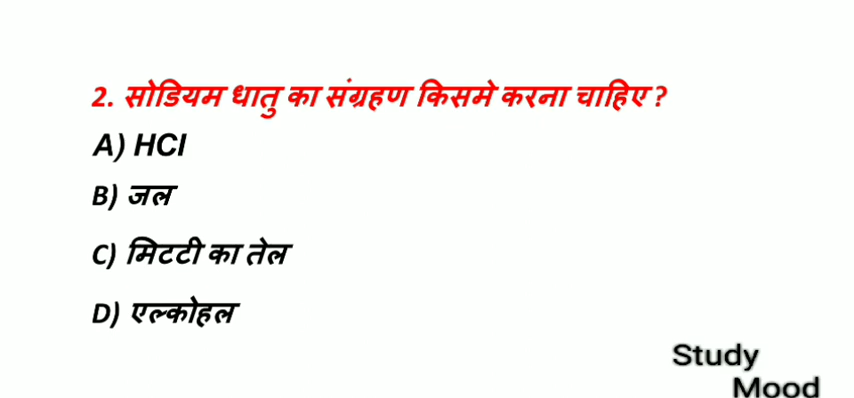 2. सोडियम धातु का संग्रहण किसमे करना चाहिए ?
A) HCl
B) जल
C) मिटटी का तेल
D) एल्कोहल
Study
Mood